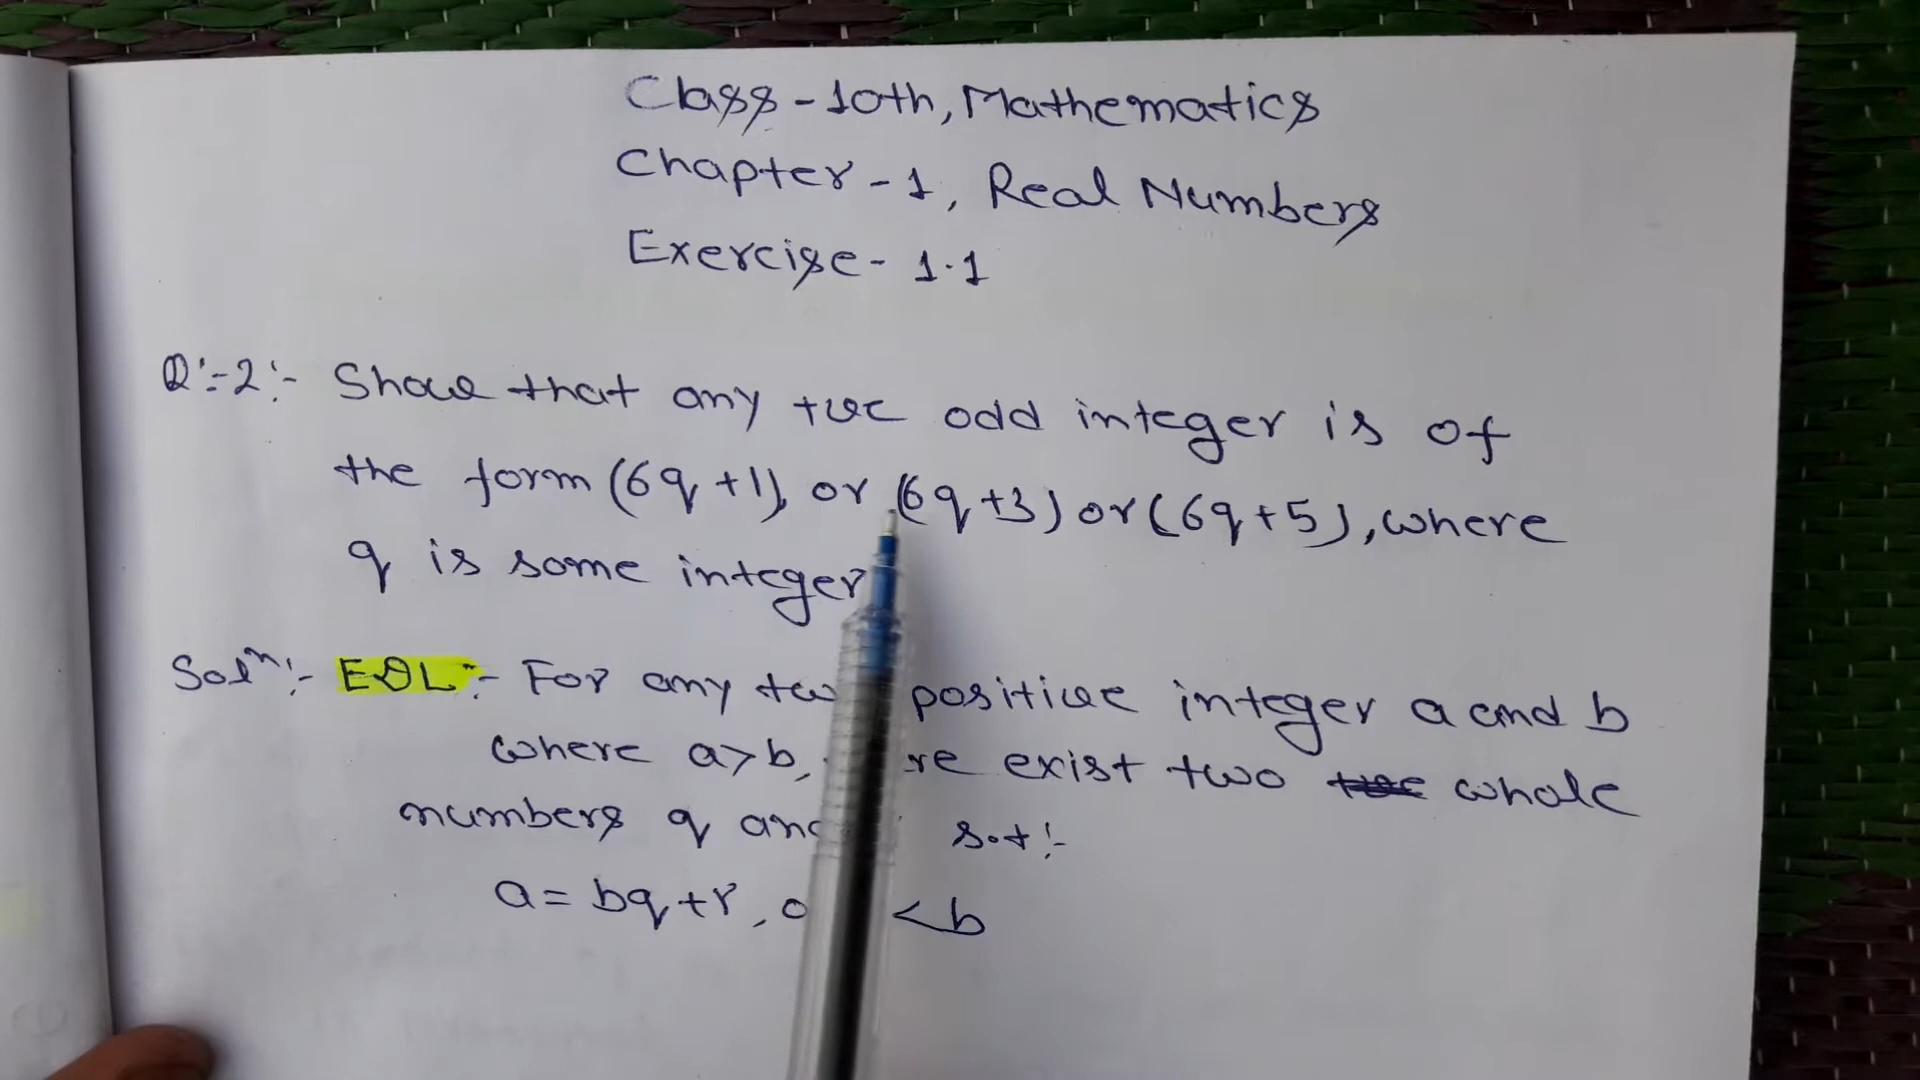 Class - 10th, Mathematics
Chapter - 1, Real Numbers
Exercise - 1.1
Q:-2:- Show that any +ve odd integer is of
the form (6q+1), or (6q+3) or (6q+5), where
q is some integer
Solⁿ:- EDL:- For any positive integer a and b
where a>b, exist two whole
numbers q s.t:-
a = bq+r, <b